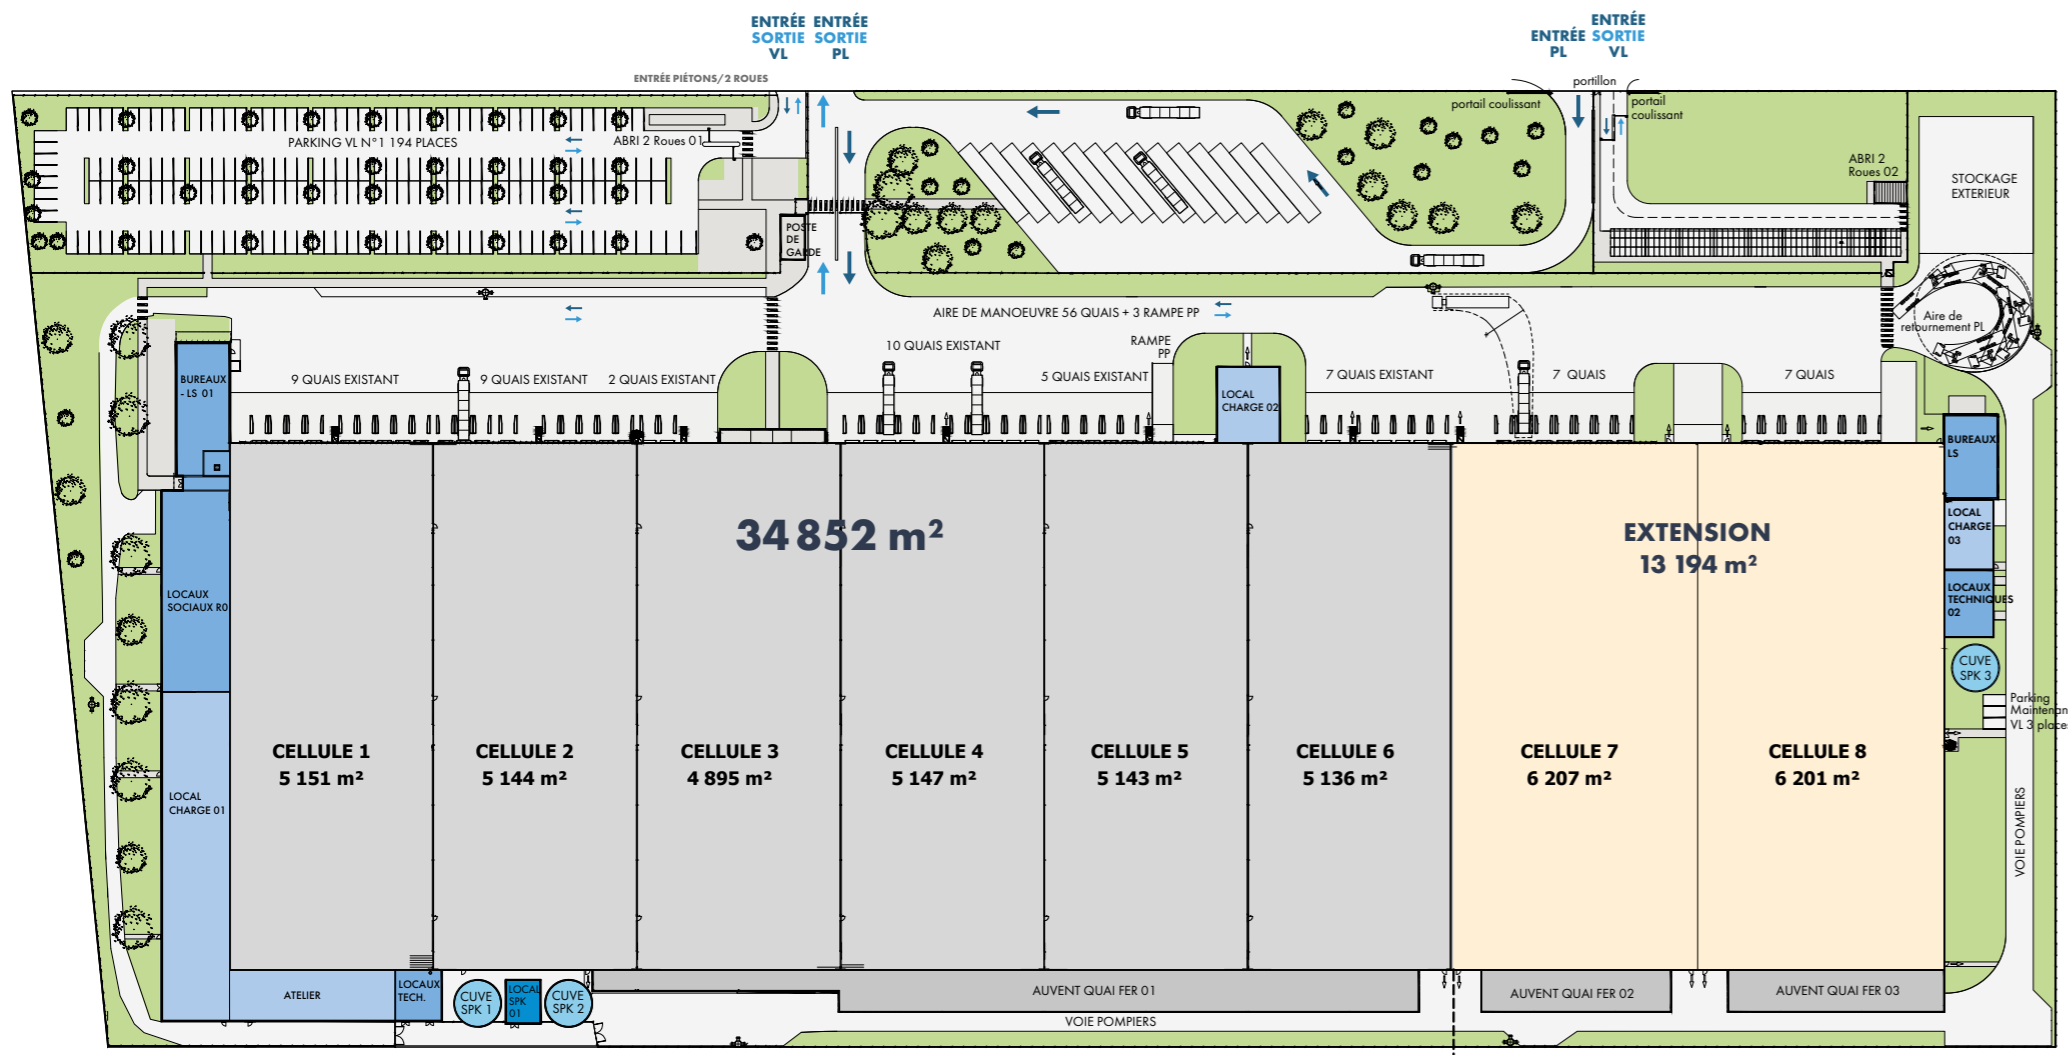 ENTRÉE ENTRÉE
SORTIE SORTIE
VL PL
ENTRÉE
ENTRÉE SORTIE
PL VL
ENTRÉE PIÉTONS/2 ROUES
portillon
portail coulissant
portail
coulissant
PARKING VL N°1 194 PLACES
ABRI 2 Roues 01
ABRI 2
Roues 02
STOCKAGE
EXTERIEUR
POSTE
DE
GARDE
AIRE DE MANOEUVRE 56 QUAIS + 3 RAMPE PP
Aire de
retournement PL
10 QUAIS EXISTANT
RAMPE
PP
BUREAUX
- LS 01
9 QUAIS EXISTANT
9 QUAIS EXISTANT
2 QUAIS EXISTANT
5 QUAIS EXISTANT
7 QUAIS EXISTANT
7 QUAIS
7 QUAIS
LOCAL
CHARGE 02
BUREAUX
LS
LOCAL
CHARGE
03
34 852 m²
EXTENSION
13 194 m²
LOCAUX
SOCIAUX R0
LOCAUX
TECHNIQUES
02
CUVE
SPK 3
Parking
Maintenan
VL 3 place
CELLULE 1
5 151 m²
CELLULE 2
5 144 m²
CELLULE 3
4 895 m²
CELLULE 4
5 147 m²
CELLULE 5
5 143 m²
CELLULE 6
5 136 m²
CELLULE 7
6 207 m²
CELLULE 8
6 201 m²
LOCAL
CHARGE 01
VOIE POMPIERS
ATELIER
LOCAUX
TECH.
CUVE
SPK 1
LOCAL
SPK
01
CUVE
SPK 2
AUVENT QUAI FER 01
AUVENT QUAI FER 02
AUVENT QUAI FER 03
VOIE POMPIERS